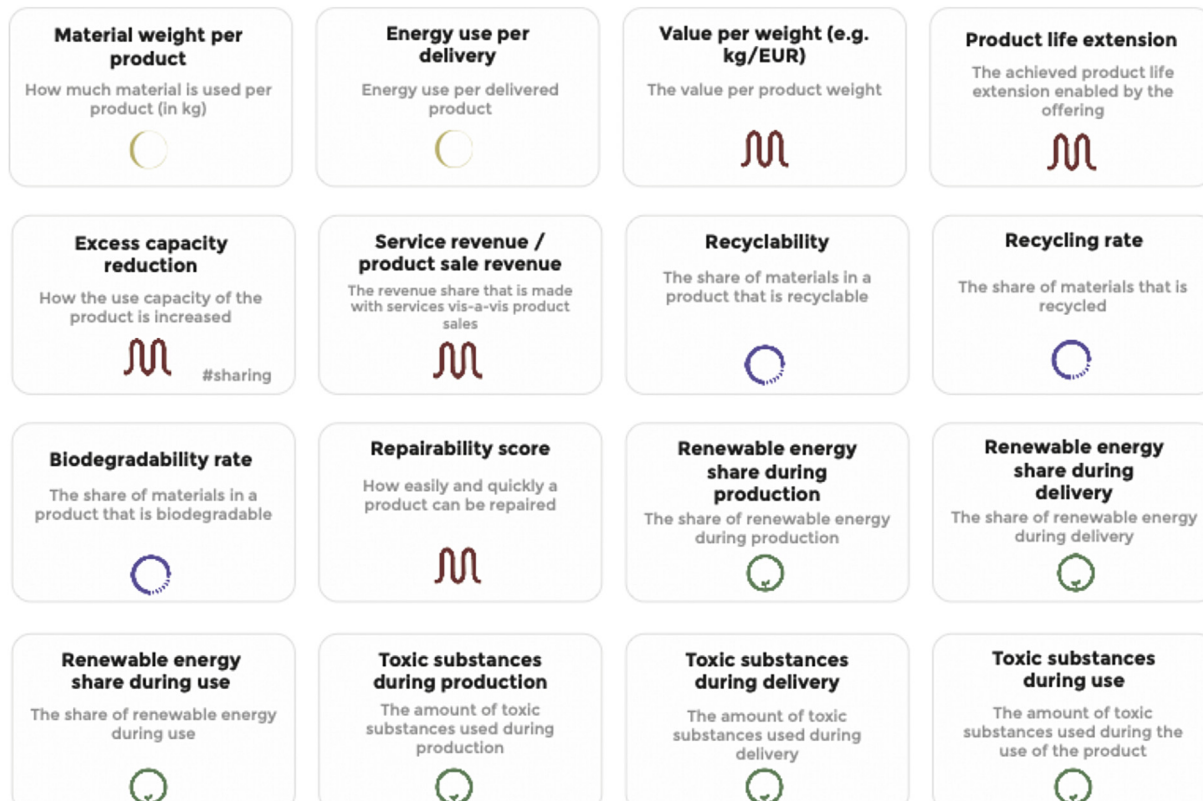 Material weight per
product
How much material is used per
product (in kg)
Energy use per
delivery
Energy use per delivered
product
Value per weight (e.g.
kg/EUR)
The value per product weight
Product life extension
The achieved product life
extension enabled by the
offering
Excess capacity
reduction
How the use capacity of the
product is increased
#sharing
Service revenue /
product sale revenue
The revenue share that is made
with services vis-a-vis product
sales
Recyclability
The share of materials in a
product that is recyclable
Recycling rate
The share of materials that is
recycled
Biodegradability rate
The share of materials in a
product that is biodegradable
Repairability score
How easily and quickly a
product can be repaired
Renewable energy
share during
production
The share of renewable energy
during production
Renewable energy
share during
delivery
The share of renewable energy
during delivery
Renewable energy
share during use
The share of renewable energy
during use
Toxic substances
during production
The amount of toxic
substances used during
production
Toxic substances
during delivery
The amount of toxic
substances used during
delivery
Toxic substances
during use
The amount of toxic
substances used during the
use of the product